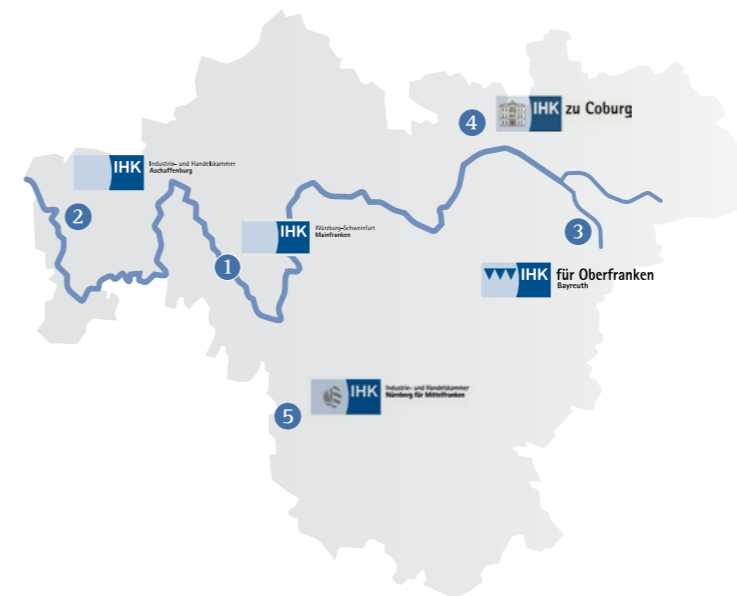 4
IHK zu Coburg
IHK Industrie- und Handelskammer
Aschaffenburg
2
IHK Würzburg-Schweinfurt
Mainfranken
1
3
IHK für Oberfranken
Bayreuth
IHK Industrie- und Handelskammer
Nürnberg für Mittelfranken
5